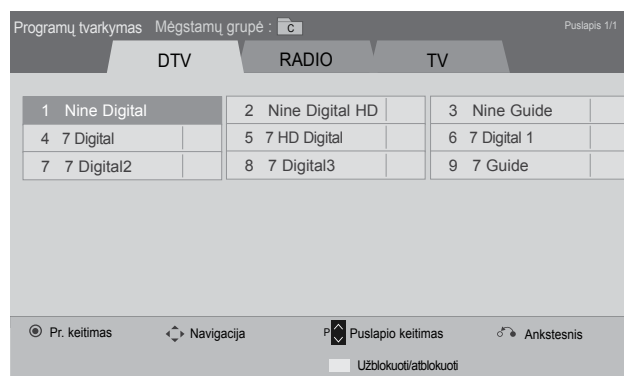 Programų tvarkymas Mėgstamų grupė : C Puslapis 1/1
DTV RADIO TV
1 Nine Digital 2 Nine Digital HD 3 Nine Guide
4 7 Digital 5 7 HD Digital 6 7 Digital 1
7 7 Digital2 8 7 Digital3 9 7 Guide
Pr. keitimas Navigacija P Puslapio keitimas Ankstesnis
Užblokuoti/atblokuoti